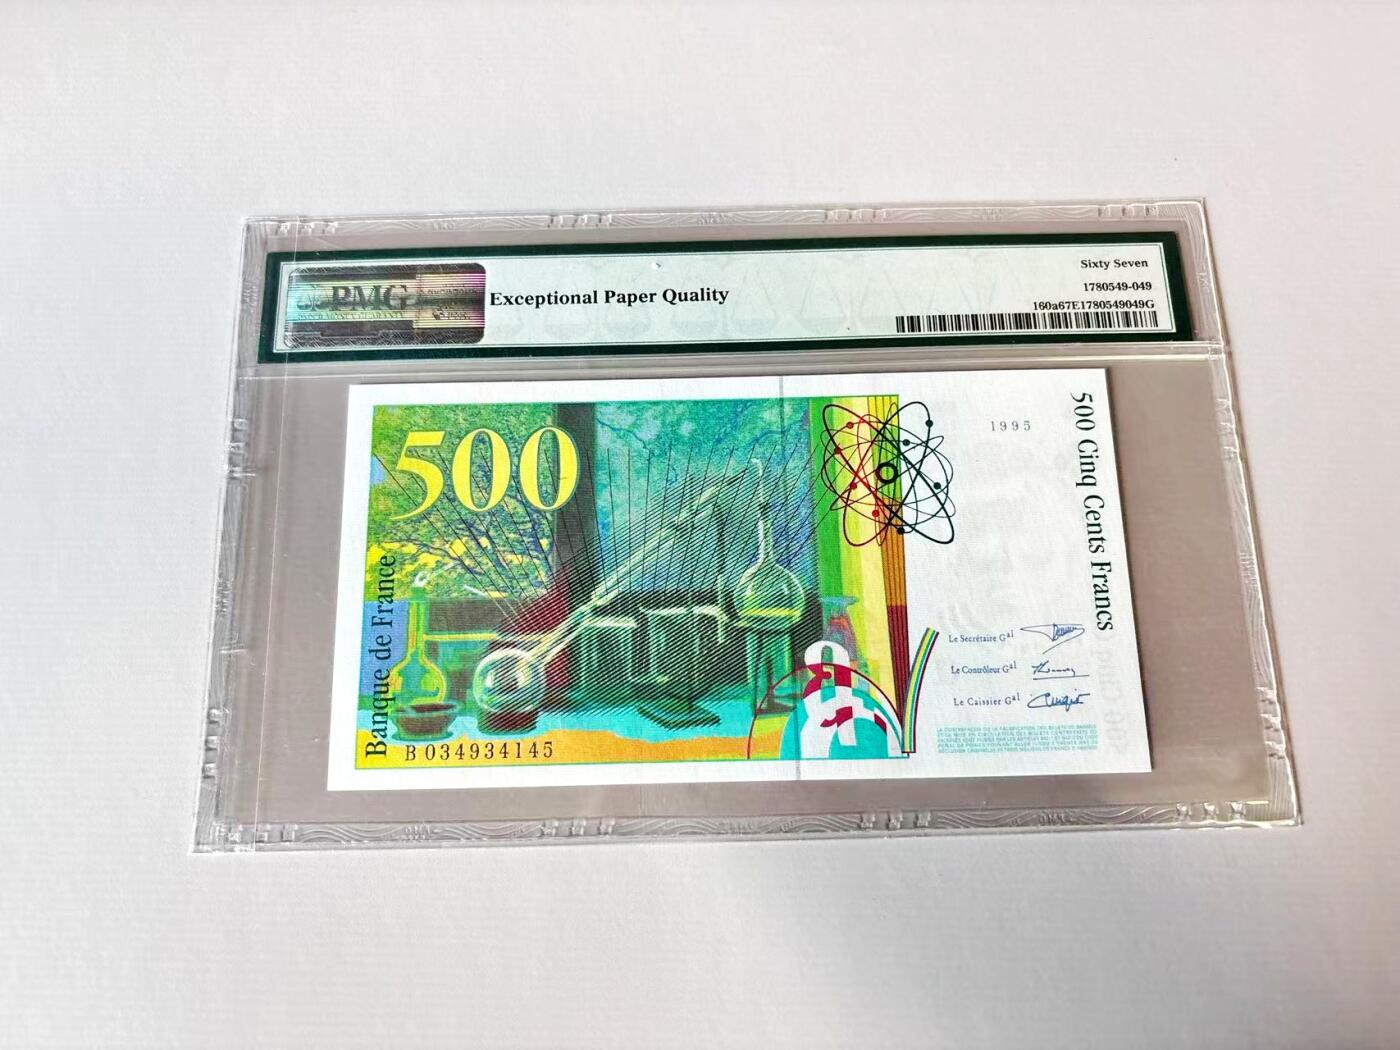 PMG
Exceptional Paper Quality
Sixty Seven
1780549-049
160a67E1780549049G
500
1995
500 Cinq Cents Francs
Banque de France
B 034934145
Le Secrétaire Gal
Le Contrôleur Gal
Le Caissier Gal